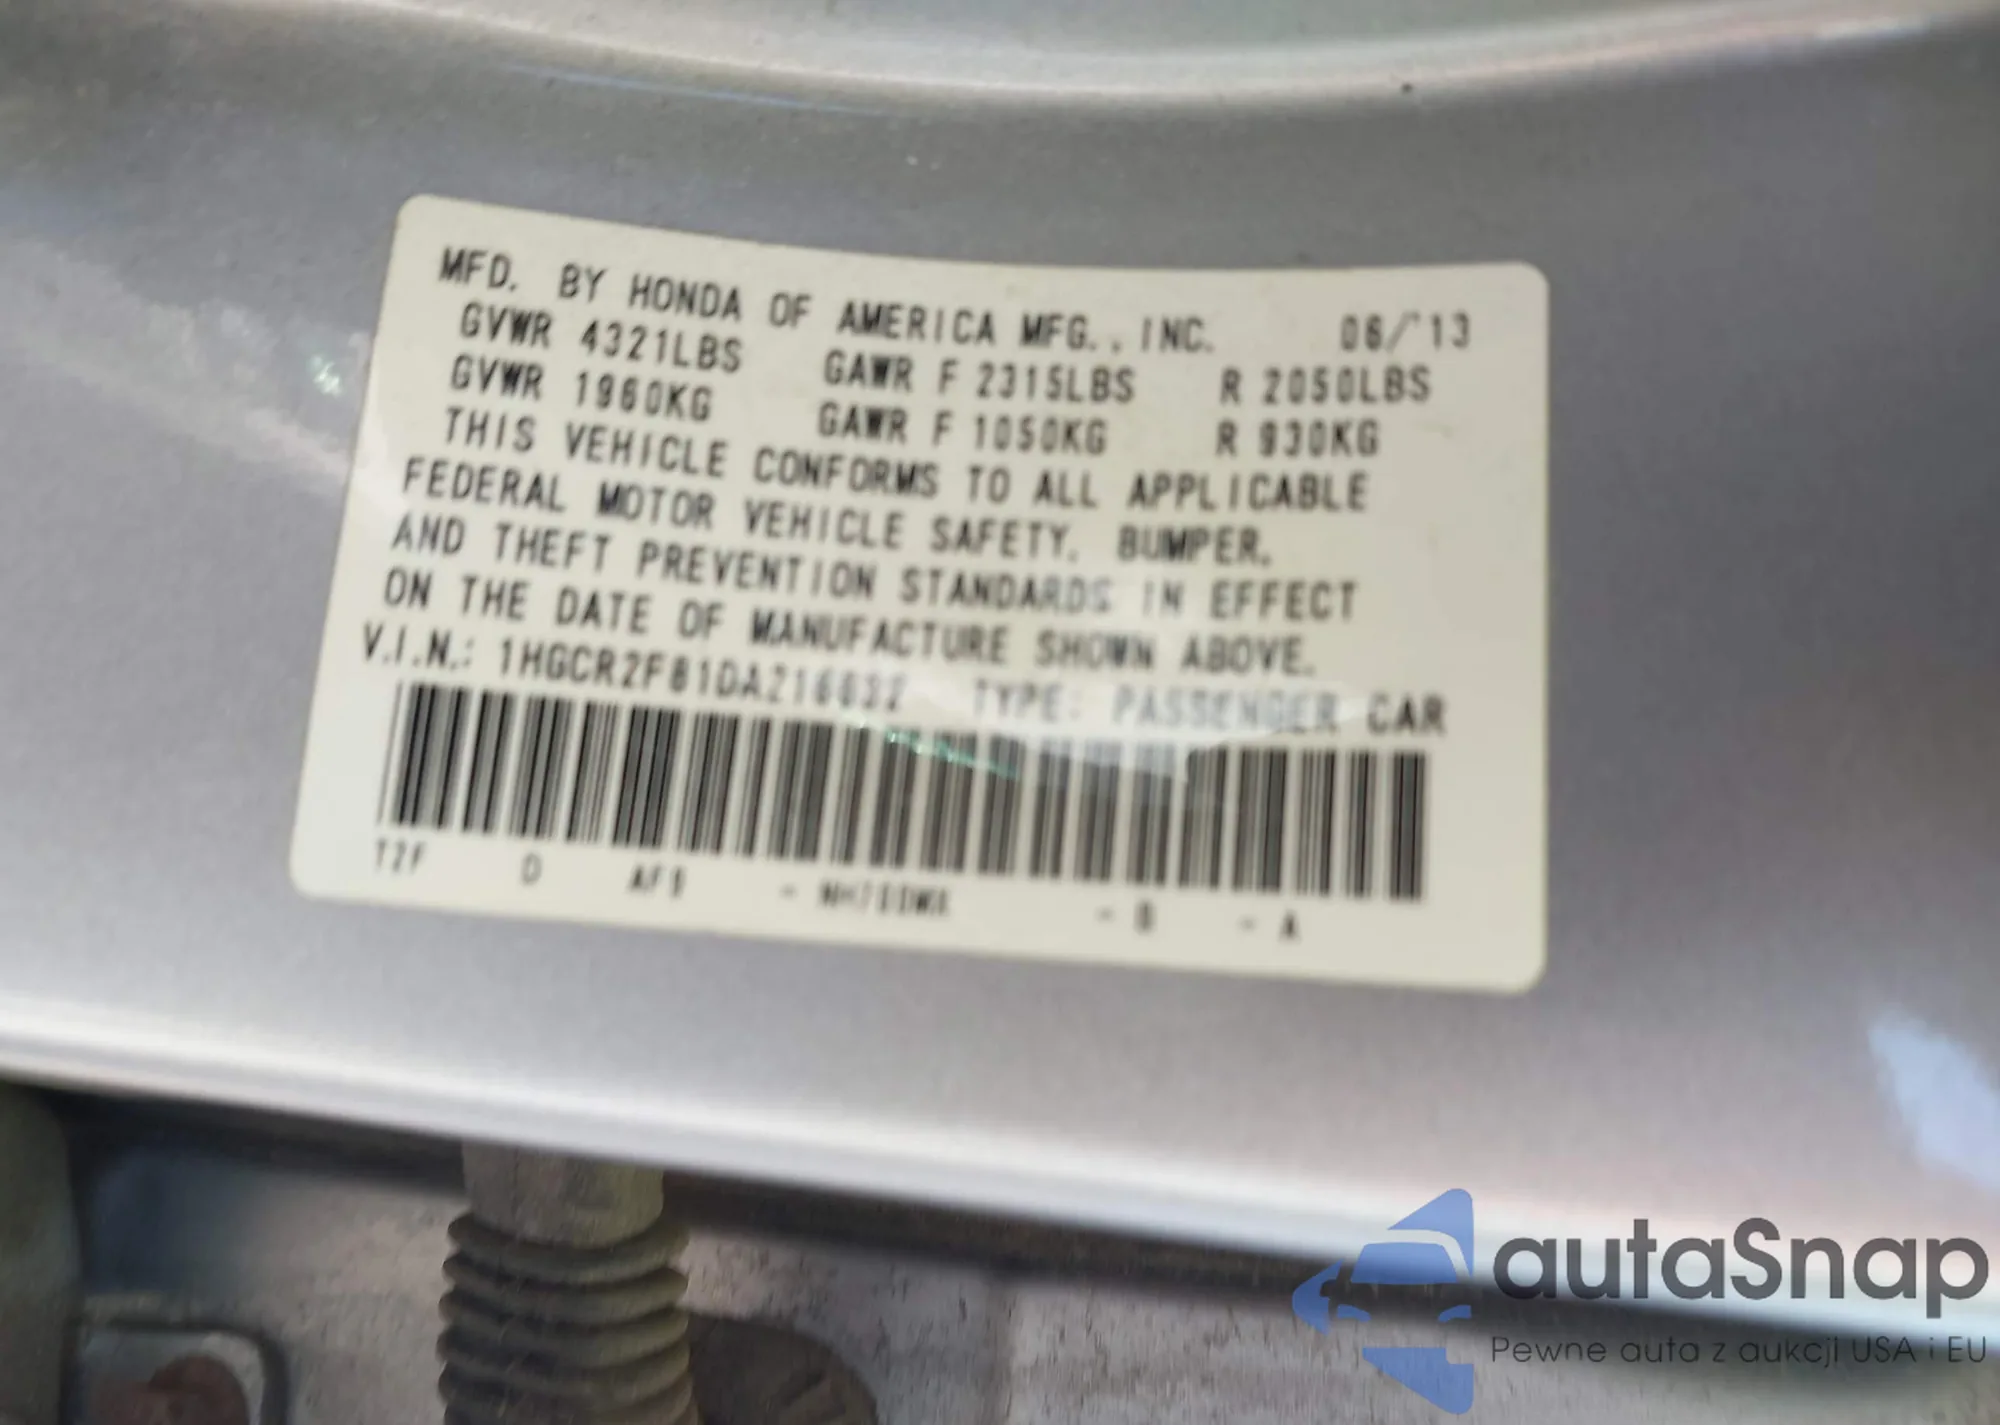 MFD. BY HONDA OF AMERICA MFG., INC. 06/'13
GVWR 4321LBS GAWR F 2315LBS R 2050LBS
GVWR 1960KG GAWR F 1050KG R 930KG
THIS VEHICLE CONFORMS TO ALL APPLICABLE
FEDERAL MOTOR VEHICLE SAFETY, BUMPER,
AND THEFT PREVENTION STANDARDS IN EFFECT
ON THE DATE OF MANUFACTURE SHOWN ABOVE.
V.I.N.: TYPE: PASSENGER CAR
T2F D - B - A
autaSnap
Pewne auta z aukcji USA i EU